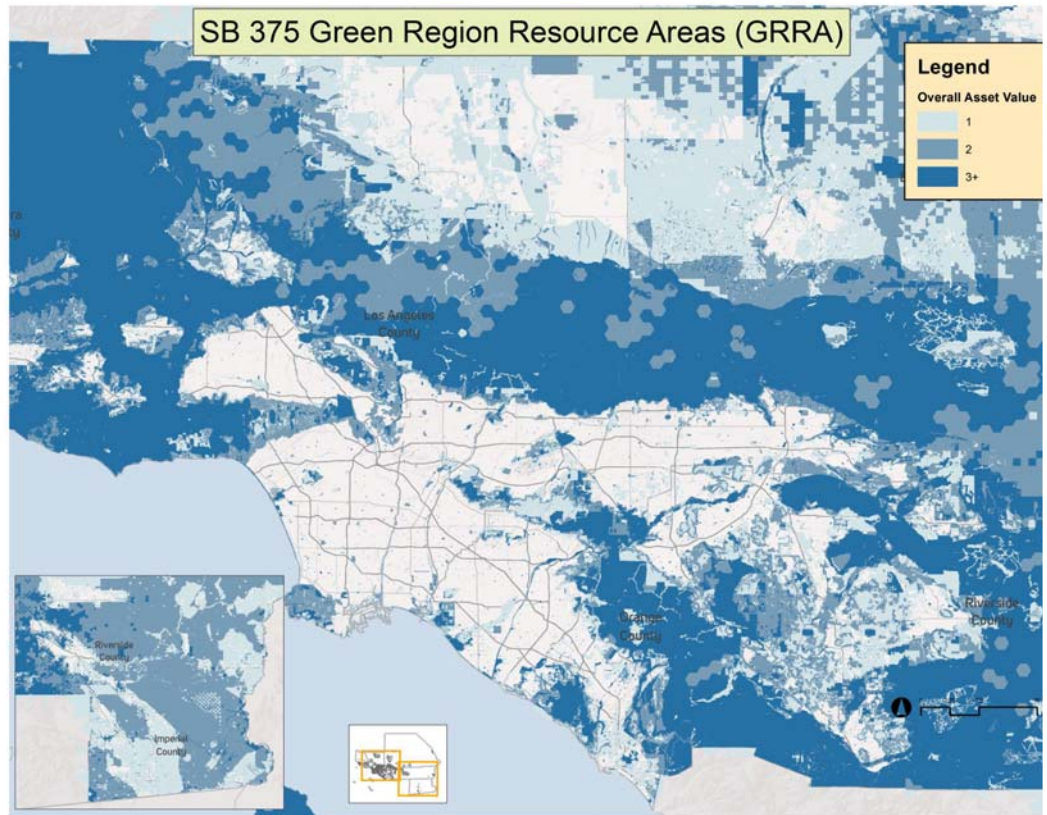 SB 375 Green Region Resource Areas (GRRA)
Legend
Overall Asset Value
1
2
3+
Los Angeles
County
Orange
County
Riverside
County
Riverside
County
Imperial
County